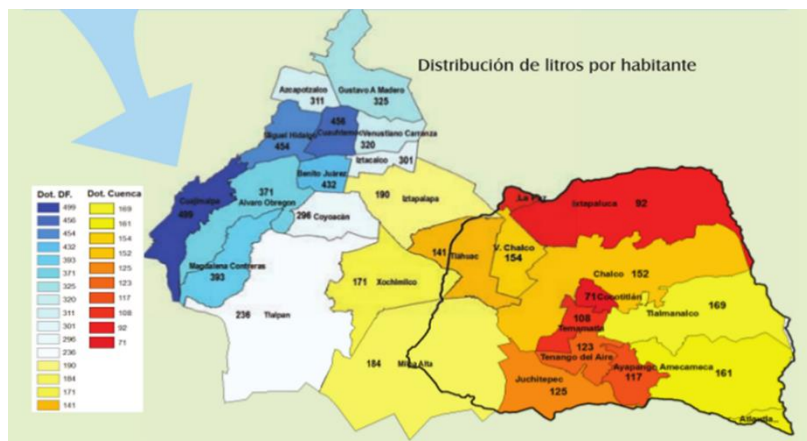 Distribución de litros por habitante
Azcapotzalco
311
Gustavo A Madero
325
456
Cuauhtemoc
Miguel Hidalgo
454
Venustiano Carranza
320
Iztacalco
301
Benito Juárez
432
Cuajimalpa
499
371
Alvaro Obregon
296
Coyoacán
190
Iztapalapa
Magdalena Contreras
393
236
Tlalpan
171
Xochimilco
141
Tlahuac
184
Milpa Alta
V. Chalco
154
La Paz
Ixtapaluca
92
Chalco
152
71
Cocotitlán
108
Temamatla
Tlalmanalco
169
123
Tenango del Aire
Juchitepec
125
Ayapango
117
Amecameca
161
Atlautla
Dot. DF.
499
456
454
432
393
371
325
320
311
301
296
236
190
184
171
141
Dot. Cuenca
169
161
154
152
125
123
117
108
92
71